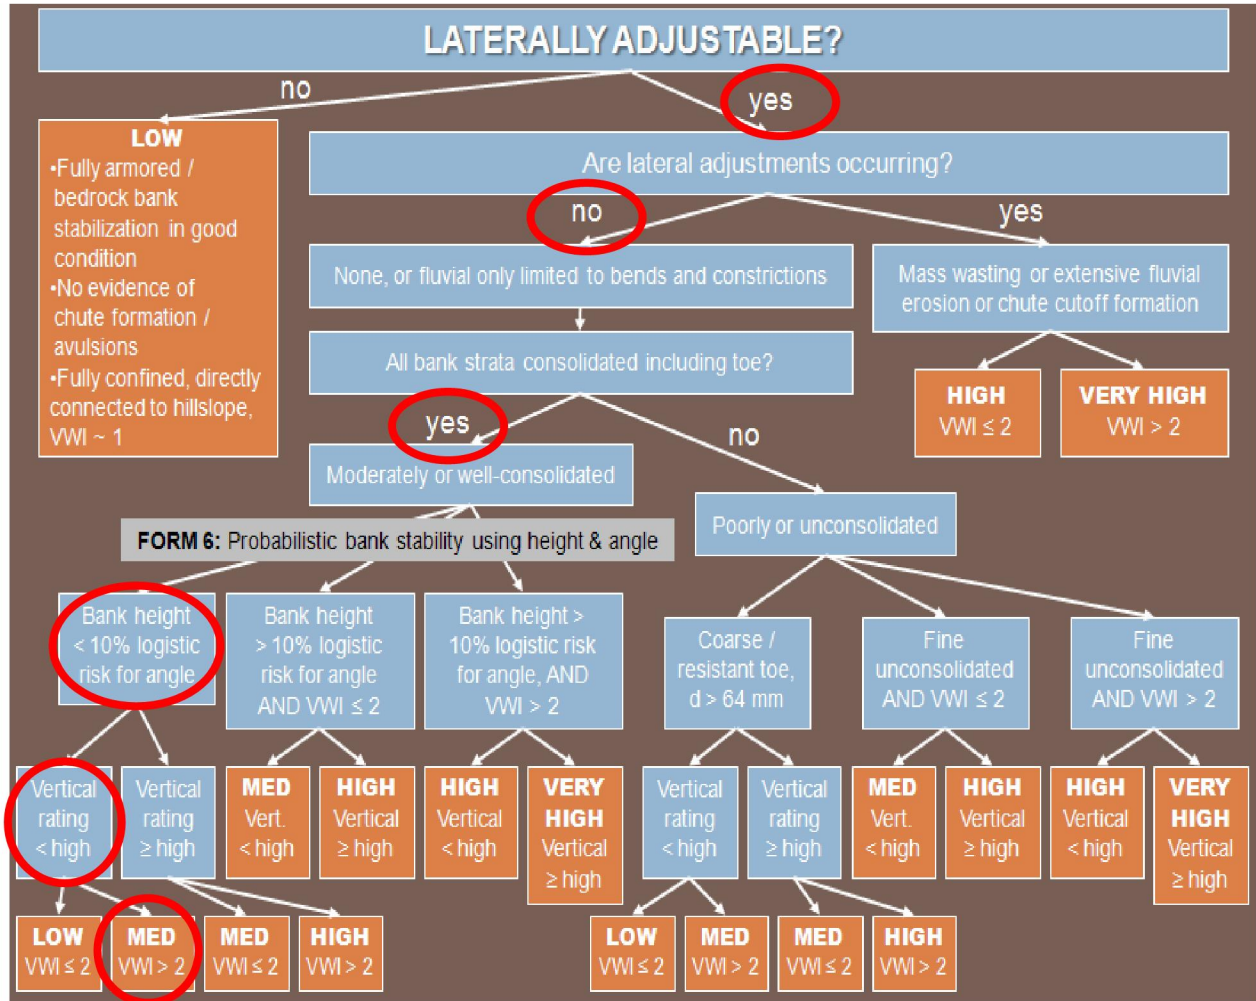 LATERALLY ADJUSTABLE?
no
yes
LOW
•Fully armored /
bedrock bank
stabilization in good
condition
•No evidence of
chute formation /
avulsions
•Fully confined, directly
connected to hillslope,
VWI ~ 1
Are lateral adjustments occurring?
no
yes
None, or fluvial only limited to bends and constrictions
Mass wasting or extensive fluvial
erosion or chute cutoff formation
All bank strata consolidated including toe?
HIGH
VWI ≤ 2
VERY HIGH
VWI > 2
yes
no
Moderately or well-consolidated
Poorly or unconsolidated
FORM 6: Probabilistic bank stability using height & angle
Bank height
< 10% logistic
risk for angle
Bank height
> 10% logistic
risk for angle
AND VWI ≤ 2
Bank height >
10% logistic risk
for angle, AND
VWI > 2
Coarse /
resistant toe,
d > 64 mm
Fine
unconsolidated
AND VWI ≤ 2
Fine
unconsolidated
AND VWI > 2
Vertical
rating
< high
Vertical
rating
≥ high
MED
Vert.
< high
HIGH
Vertical
≥ high
HIGH
Vertical
< high
VERY
HIGH
Vertical
≥ high
Vertical
rating
< high
Vertical
rating
≥ high
MED
Vert.
< high
HIGH
Vertical
≥ high
HIGH
Vertical
< high
VERY
HIGH
Vertical
≥ high
LOW
VWI ≤ 2
MED
VWI > 2
MED
VWI ≤ 2
HIGH
VWI > 2
LOW
VWI ≤ 2
MED
VWI > 2
MED
VWI ≤ 2
HIGH
VWI > 2